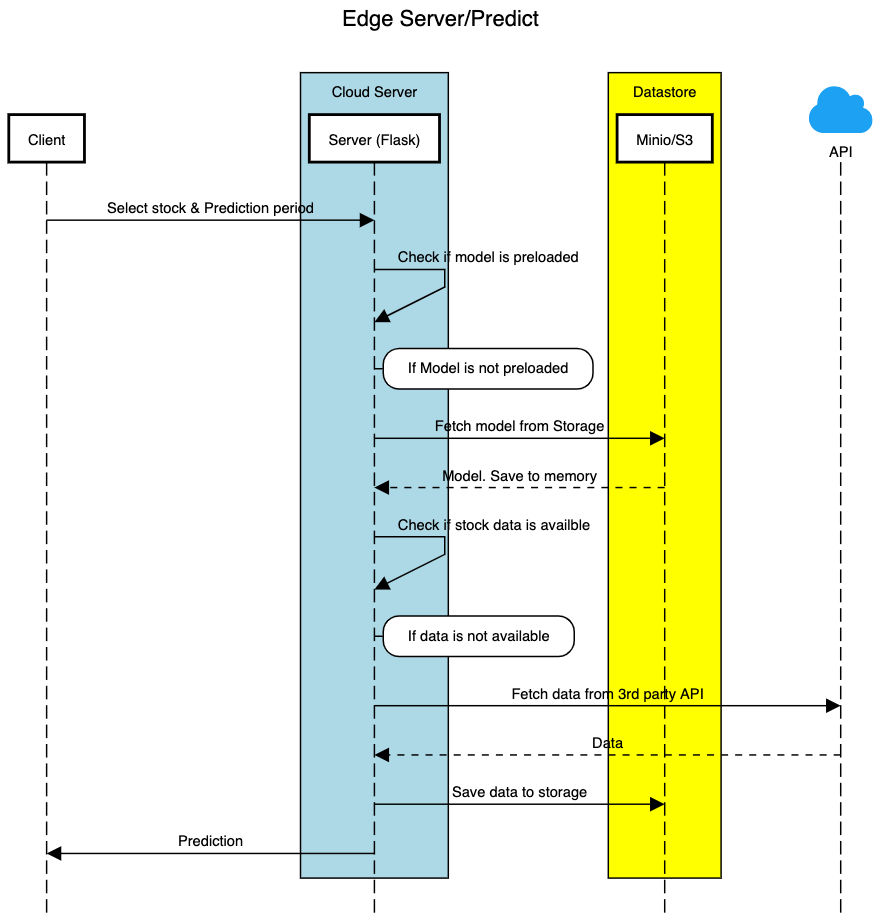 Edge Server/Predict
Cloud Server
Datastore
Client
Server (Flask)
Minio/S3
API
Select stock & Prediction period
Check if model is preloaded
If Model is not preloaded
Fetch model from Storage
Model. Save to memory
Check if stock data is availble
If data is not available
Fetch data from 3rd party API
Data
Save data to storage
Prediction